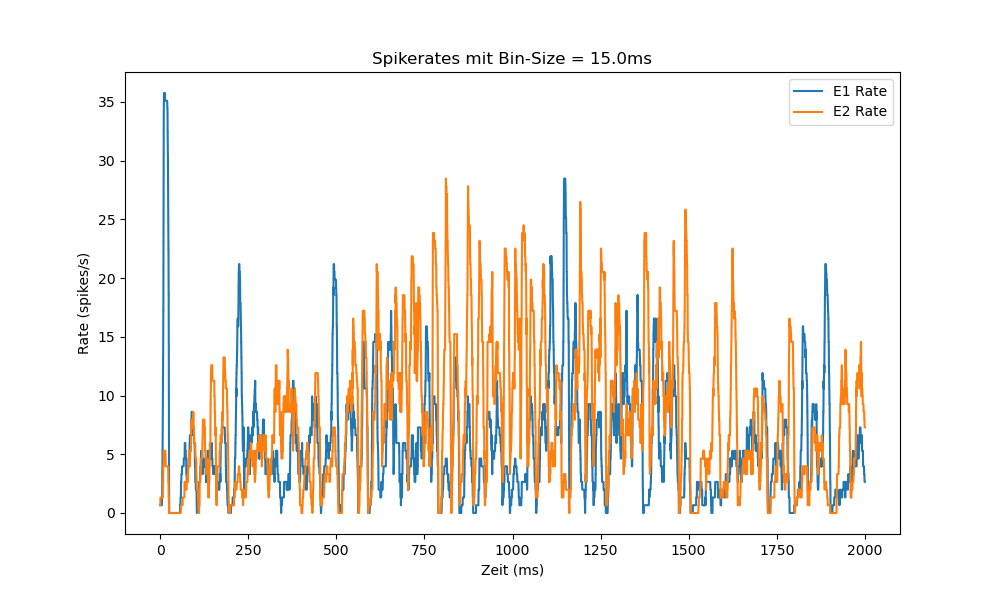 Spikerates mit Bin-Size = 15.0ms
E1 Rate
E2 Rate
35
30
25
20
15
10
5
0
Rate (spikes/s)
0 250 500 750 1000 1250 1500 1750 2000
Zeit (ms)